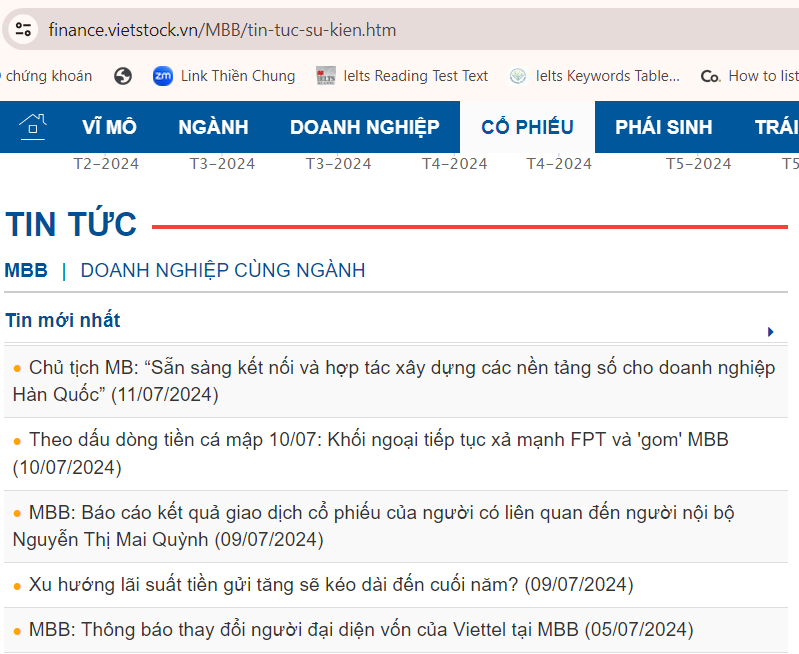 finance.vietstock.vn/MBB/tin-tuc-su-kien.htm
chứng khoán zm Link Thiền Chung IELTS Ielts Reading Test Text Ielts Keywords Table... Co. How to list
VĨ MÔ NGÀNH DOANH NGHIỆP CỔ PHIẾU PHÁI SINH TRÁI
T2-2024 T3-2024 T3-2024 T4-2024 T4-2024 T5-2024 T5
TIN TỨC
MBB | DOANH NGHIỆP CÙNG NGÀNH
Tin mới nhất
Chủ tịch MB: “Sẵn sàng kết nối và hợp tác xây dựng các nền tảng số cho doanh nghiệp
Hàn Quốc” (11/07/2024)
Theo dấu dòng tiền cá mập 10/07: Khối ngoại tiếp tục xả mạnh FPT và 'gom' MBB
(10/07/2024)
MBB: Báo cáo kết quả giao dịch cổ phiếu của người có liên quan đến người nội bộ
Nguyễn Thị Mai Quỳnh (09/07/2024)
Xu hướng lãi suất tiền gửi tăng sẽ kéo dài đến cuối năm? (09/07/2024)
MBB: Thông báo thay đổi người đại diện vốn của Viettel tại MBB (05/07/2024)